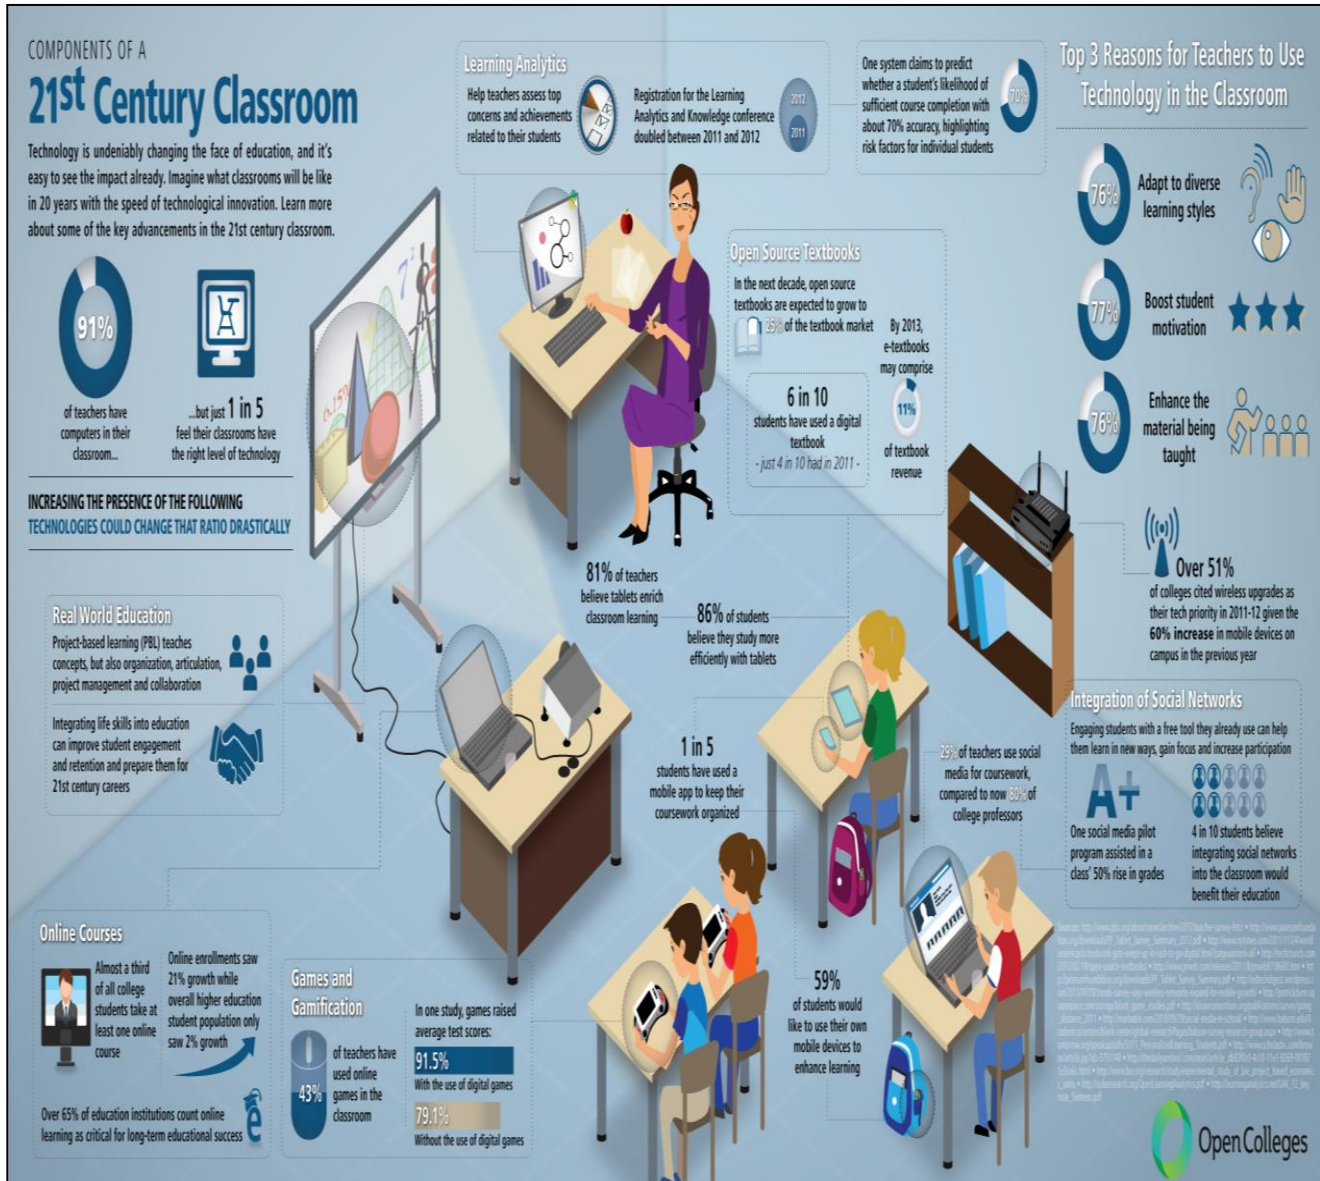 COMPONENTS OF A
21st Century Classroom
Technology is undeniably changing the face of education, and it's
easy to see the impact already. Imagine what classrooms will be like
in 20 years with the speed of technological innovation. Learn more
about some of the key advancements in the 21st century classroom.
91%
of teachers have
computers in their
classroom...
...but just 1 in 5
feel their classrooms have
the right level of technology
INCREASING THE PRESENCE OF THE FOLLOWING
TECHNOLOGIES COULD CHANGE THAT RATIO DRASTICALLY
Learning Analytics
Help teachers assess top
concerns and achievements
related to their students
Registration for the Learning
Analytics and Knowledge conference
doubled between 2011 and 2012
2012
2011
One system claims to predict
whether a student's likelihood of
sufficient course completion with
about 70% accuracy, highlighting
risk factors for individual students
70%
Top 3 Reasons for Teachers to Use
Technology in the Classroom
76%
Adapt to diverse
learning styles
77%
Boost student
motivation
76%
Enhance the
material being
taught
Open Source Textbooks
In the next decade, open source
textbooks are expected to grow to
25% of the textbook market
6 in 10
students have used a digital
textbook
- just 4 in 10 had in 2011 -
By 2013,
e-textbooks
may comprise
11%
of textbook
revenue
Over 51%
of colleges cited wireless upgrades as
their tech priority in 2011-12 given the
60% increase in mobile devices on
campus in the previous year
81% of teachers
believe tablets enrich
classroom learning
86% of students
believe they study more
efficiently with tablets
Real World Education
Project-based learning (PBL) teaches
concepts, but also organization, articulation,
project management and collaboration
Integrating life skills into education
can improve student engagement
and retention and prepare them for
21st century careers
1 in 5
students have used a
mobile app to keep their
coursework organized
29% of teachers use social
media for coursework,
compared to now 80% of
college professors
Integration of Social Networks
Engaging students with a free tool they already use can help
them learn in new ways, gain focus and increase participation
A+
One social media pilot
program assisted in a
class' 50% rise in grades
4 in 10 students believe
integrating social networks
into the classroom would
benefit their education
Online Courses
Almost a third
of all college
students take at
least one online
course
Online enrollments saw
21% growth while
overall higher education
student population only
saw 2% growth
Over 65% of education institutions count online
learning as critical for long-term educational success
e
Games and
Gamification
43%
of teachers have
used online
games in the
classroom
In one study, games raised
average test scores:
91.5%
With the use of digital games
79.1%
Without the use of digital games
59%
of students would
like to use their own
mobile devices to
enhance learning
Open Colleges